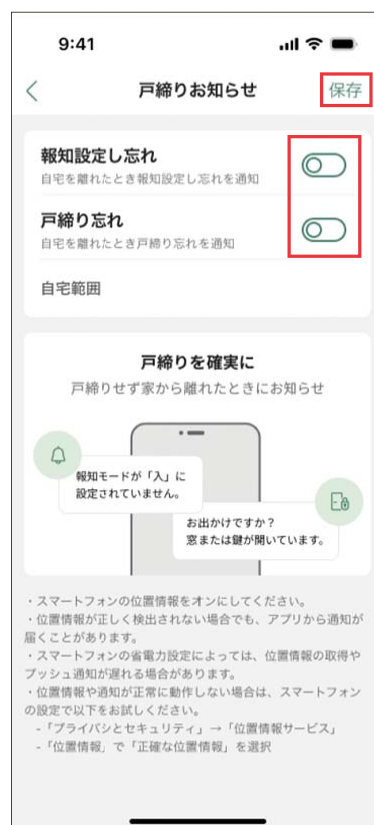 9:41
戸締りお知らせ
保存
報知設定し忘れ
自宅を離れたとき報知設定し忘れを通知
戸締り忘れ
自宅を離れたとき戸締り忘れを通知
自宅範囲
戸締りを確実に
戸締りせず家から離れたときにお知らせ
報知モードが「入」に
設定されていません。
お出かけですか？
窓または鍵が開いています。
・スマートフォンの位置情報をオンにしてください。
・位置情報が正しく検出されない場合でも、アプリから通知が
届くことがあります。
・スマートフォンの省電力設定によっては、位置情報の取得や
プッシュ通知が遅れる場合があります。
・位置情報や通知が正常に動作しない場合は、スマートフォン
の設定で以下をお試しください。
-「プライバシとセキュリティ」→「位置情報サービス」
-「位置情報」で「正確な位置情報」を選択